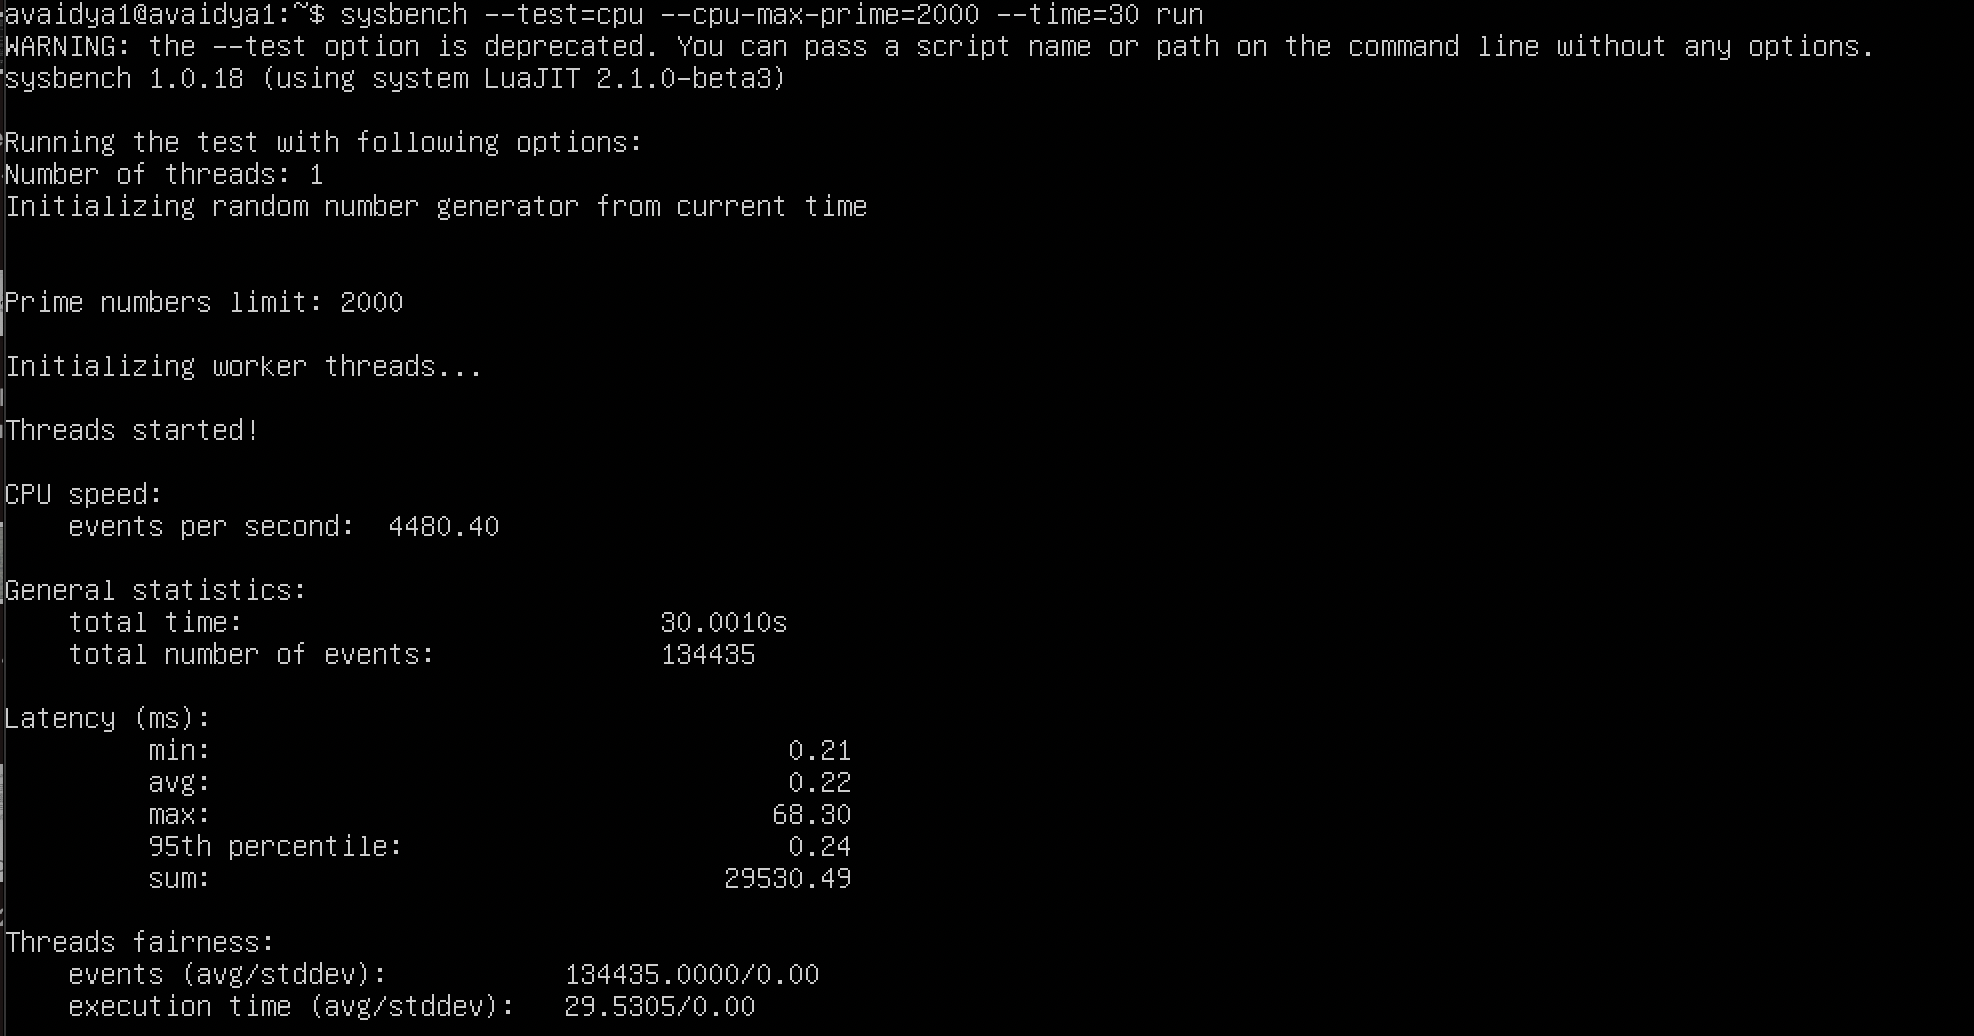 avaidya1@avaidya1:~$ sysbench --test=cpu --cpu-max-prime=2000 --time=30 run
WARNING: the --test option is deprecated. You can pass a script name or path on the command line without any options.
sysbench 1.0.18 (using system LuaJIT 2.1.0-beta3)
Running the test with following options:
Number of threads: 1
Initializing random number generator from current time
Prime numbers limit: 2000
Initializing worker threads...
Threads started!
CPU speed:
events per second: 4480.40
General statistics:
total time: 30.0010s
total number of events: 134435
Latency (ms):
min: 0.21
avg: 0.22
max: 68.30
95th percentile: 0.24
sum: 29530.49
Threads fairness:
events (avg/stddev): 134435.0000/0.00
execution time (avg/stddev): 29.5305/0.00